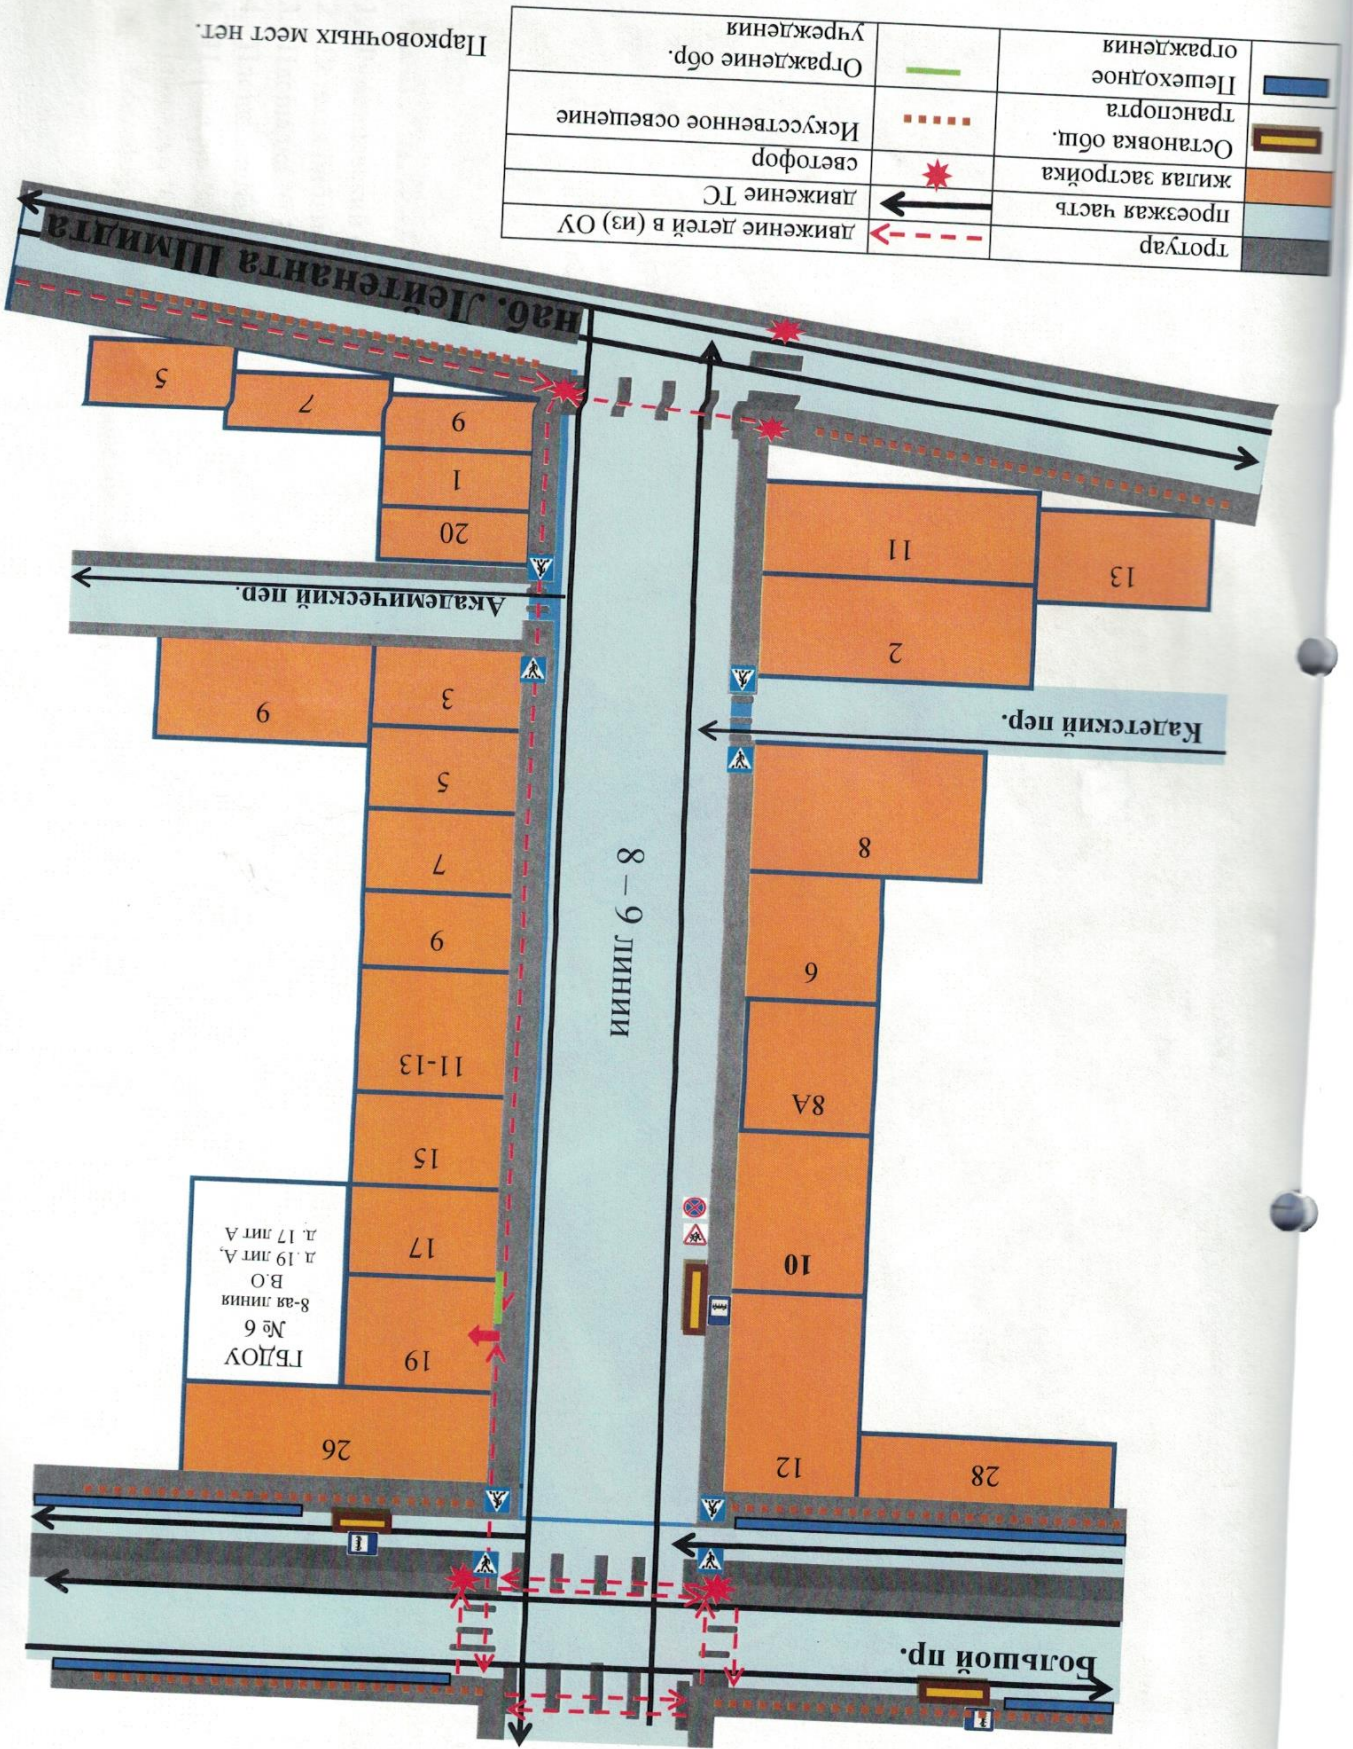 Большой пр.
28
12
26
19
ГБДОУ
№ 6
8-ая линия
В.О
д. 19 лит А,
д. 17 лит А
10
17
8А
15
11-13
6
9
8 – 9 линии
8
7
5
Кадетский пер.
3
9
2
Академический пер.
13
11
20
1
9
7
5
наб. Лейтенанта Шмидта
тротуар
движение детей в (из) ОУ
проезжая часть
движение ТС
жилая застройка
светофор
Остановка общ.
транспорта
Искусственное освещение
Пешеходное
ограждения
Ограждение обр.
учреждения
Парковочных мест нет.